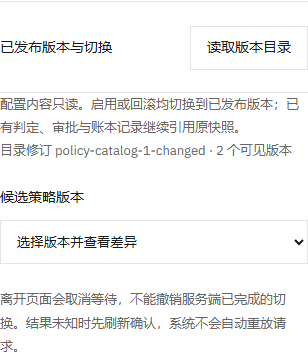 已发布版本与切换
读取版本目录
配置内容只读。启用或回滚均切换到已发布版本；已
有判定、审批与账本记录继续引用原快照。
目录修订 policy-catalog-1-changed · 2 个可见版本
候选策略版本
选择版本并查看差异
离开页面会取消等待，不能撤销服务端已完成的切
换。结果未知时先刷新确认，系统不会自动重放请
求。